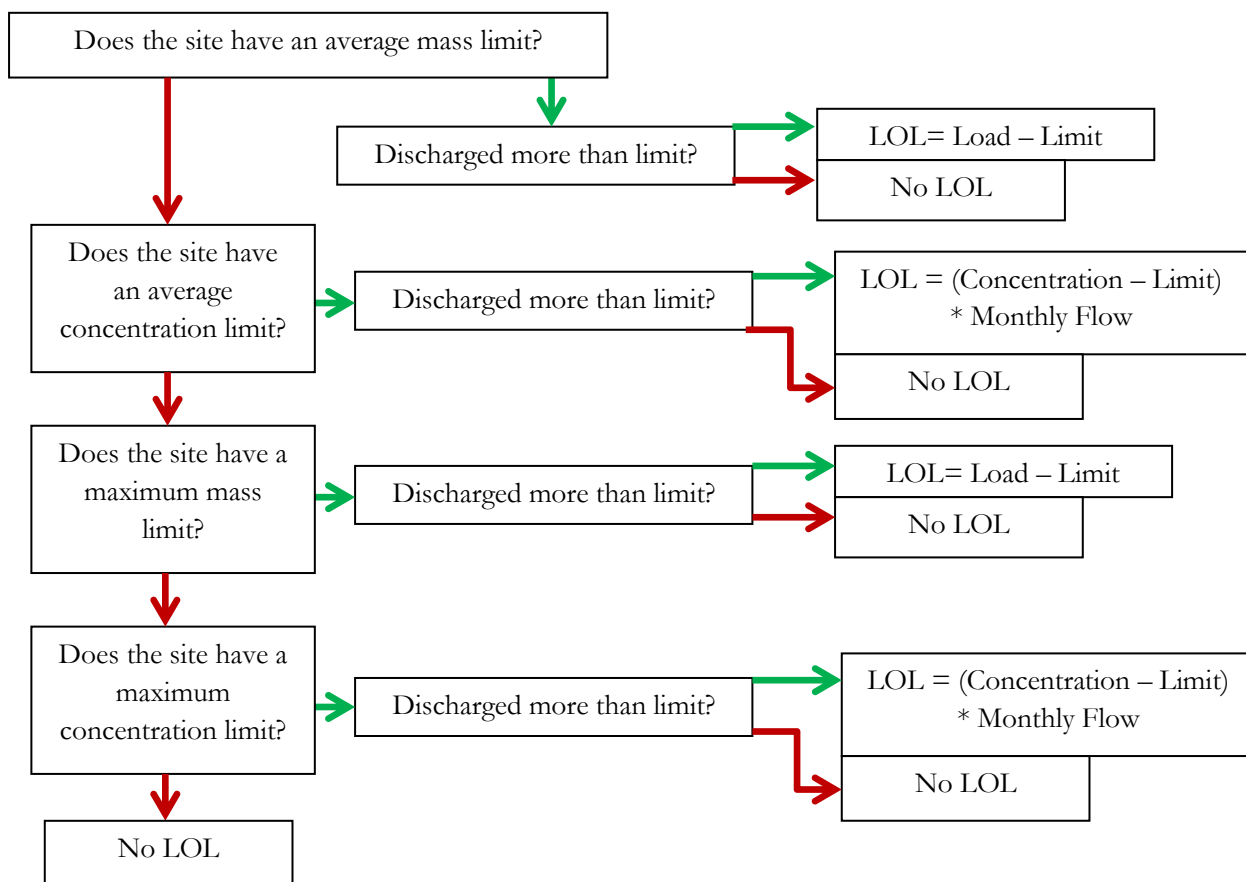 Does the site have an average mass limit?
Discharged more than limit?
LOL= Load – Limit
No LOL
Does the site have
an average
concentration limit?
Discharged more than limit?
LOL = (Concentration – Limit)
* Monthly Flow
No LOL
Does the site have a
maximum mass
limit?
Discharged more than limit?
LOL= Load – Limit
No LOL
Does the site have a
maximum
concentration limit?
Discharged more than limit?
LOL = (Concentration – Limit)
* Monthly Flow
No LOL
No LOL